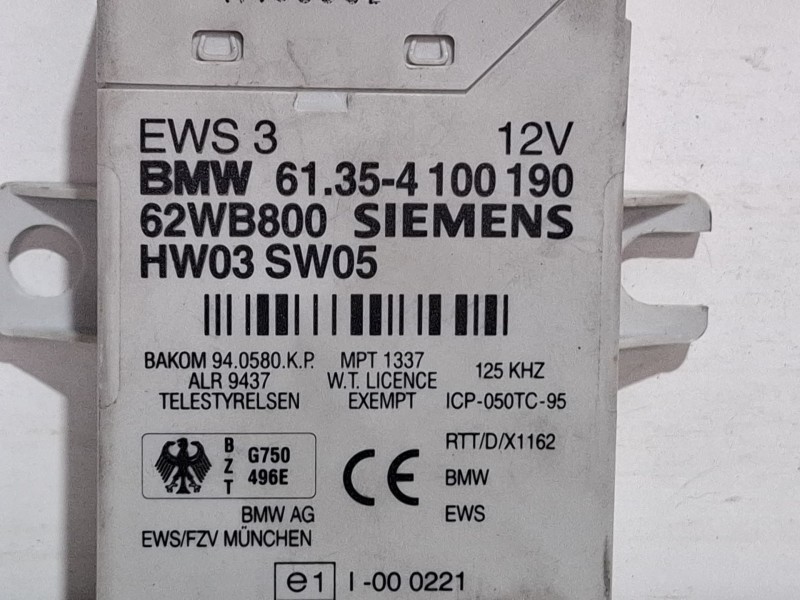 EWS 3 12V
BMW 61.35-4 100 190
62WB800 SIEMENS
HW03 SW05
BAKOM 94.0580.K.P. MPT 1337 125 KHZ
ALR 9437 W.T. LICENCE
TELESTYRELSEN EXEMPT ICP-050TC-95
BZT G750 496E RTT/D/X1162
BMW
BMW AG EWS
EWS/FZV MÜNCHEN
e1 I-00 0221